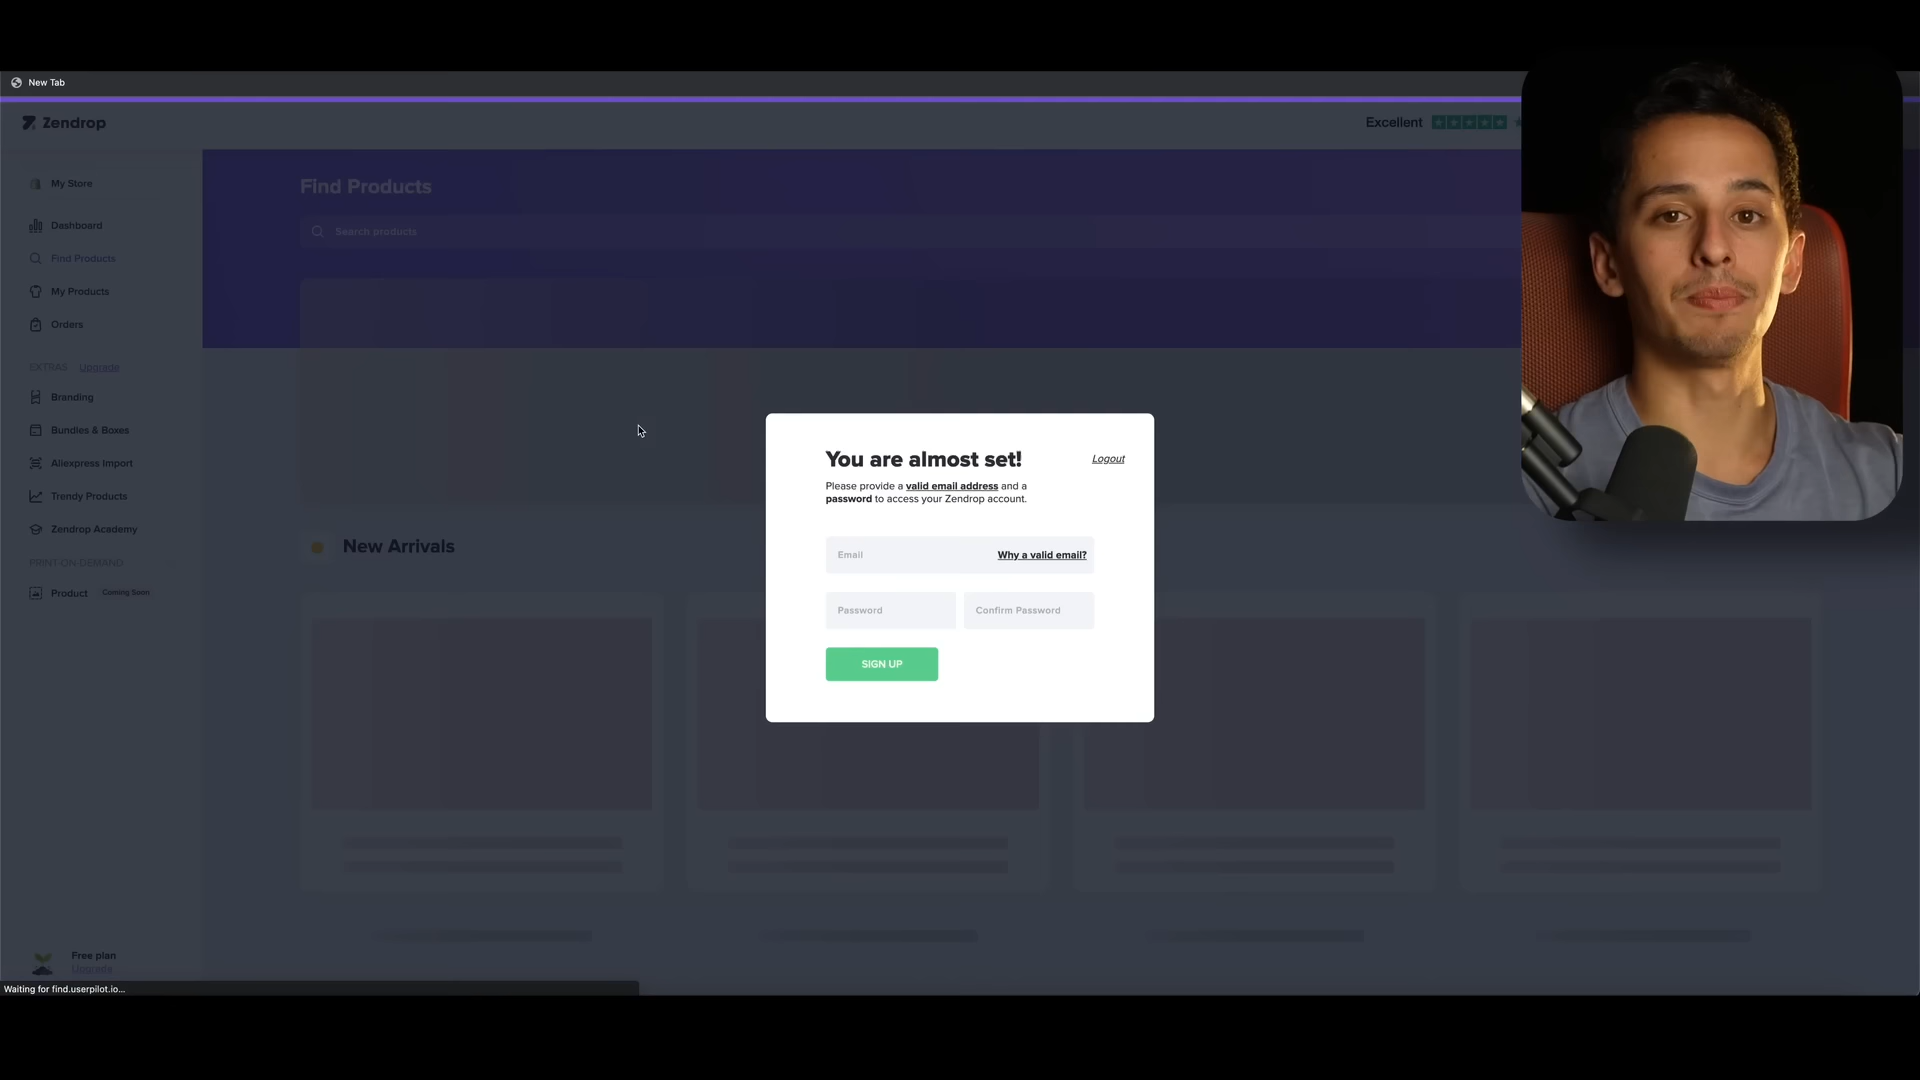 New Tab
Zendrop
Excellent
My Store
Dashboard
Find Products
My Products
Orders
EXTRAS Upgrade
Branding
Bundles & Boxes
Aliexpress Import
Trendy Products
Zendrop Academy
PRINT ON DEMAND
Product Coming Soon
Free plan
Upgrade
Waiting for find.userpilot.io...
Find Products
Search products
New Arrivals
You are almost set!
Logout
Please provide a valid email address and a
password to access your Zendrop account.
Email Why a valid email?
Password Confirm Password
SIGN UP